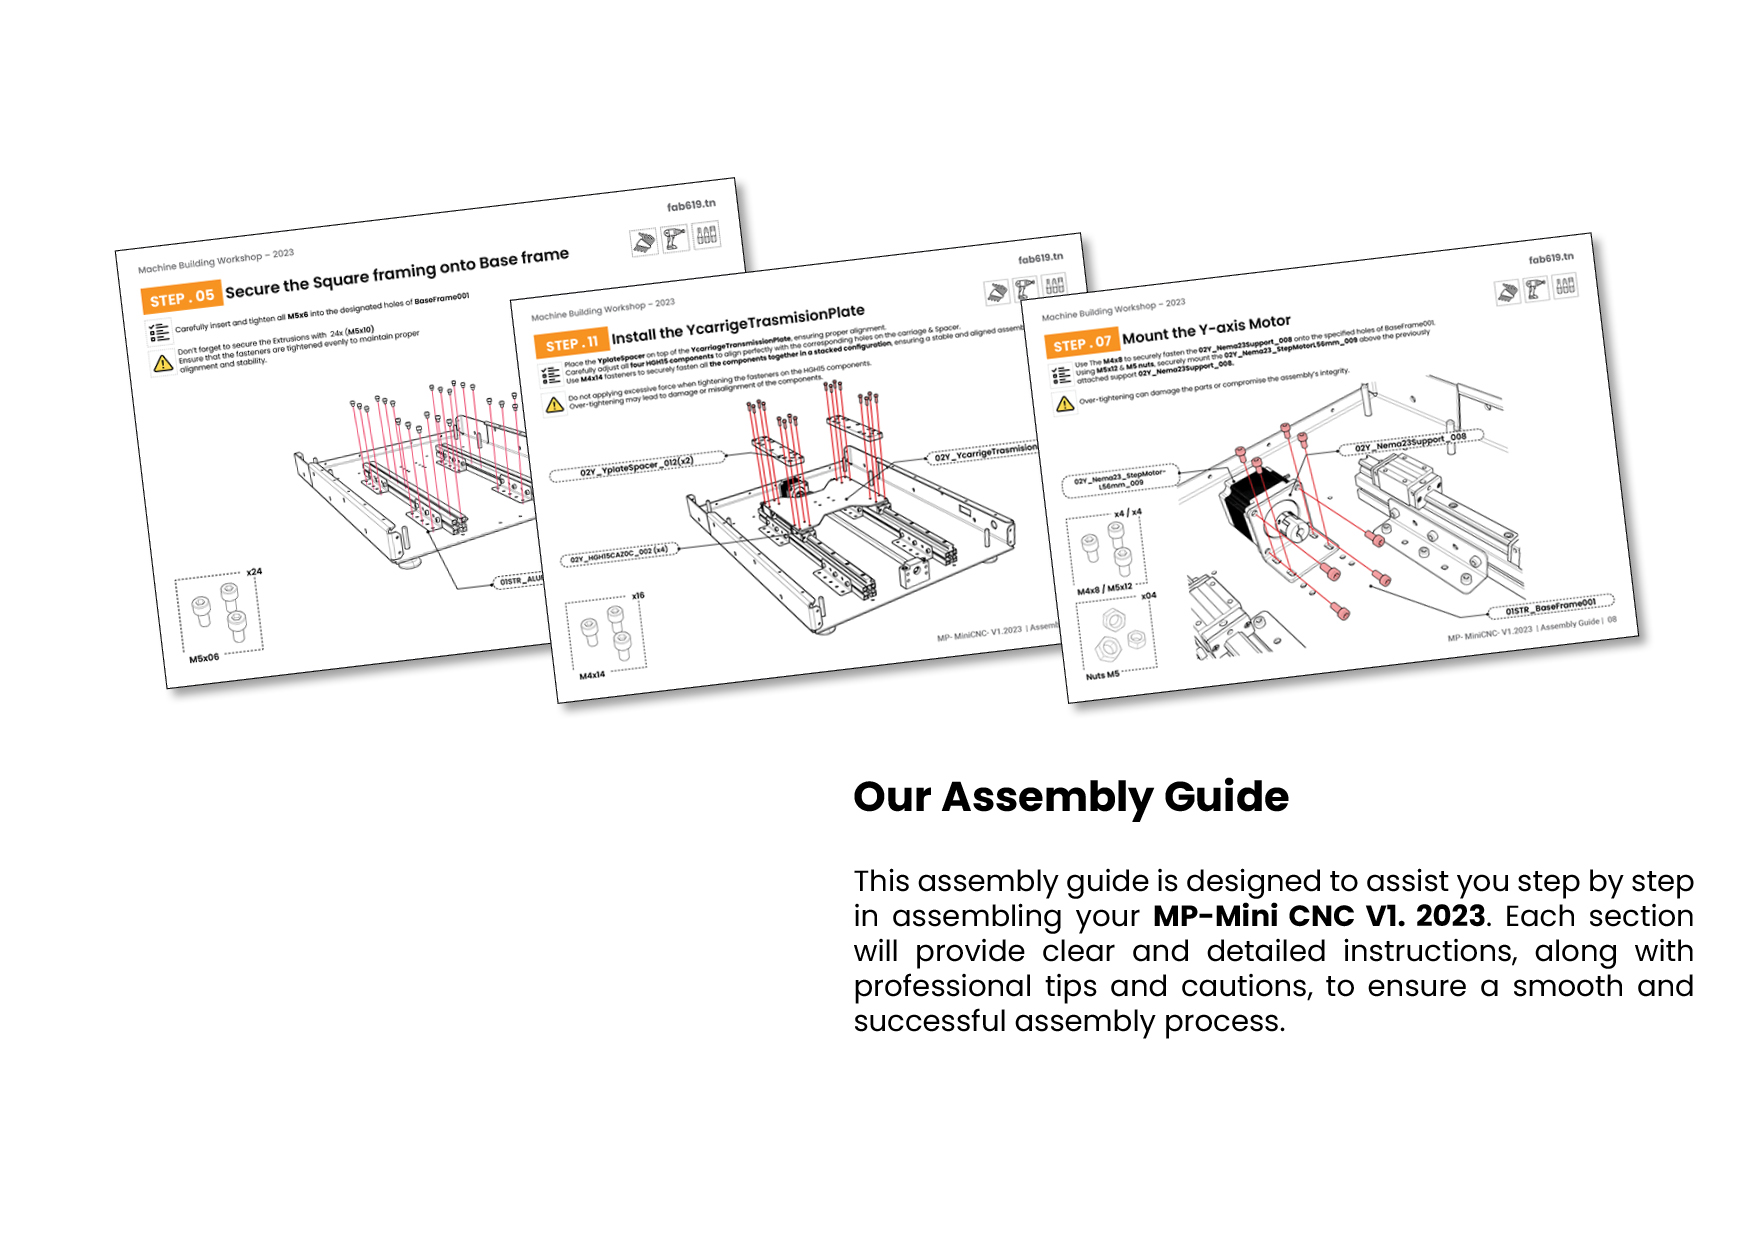 Machine Building Workshop – 2023
fab619.tn
STEP . 05 Secure the Square framing onto Base frame
Carefully insert and tighten all M5x6 into the designated holes of BaseFrame001
Don't forget to secure the Extrusions with 24x (M5x10)
Ensure that the fasteners are tightened evenly to maintain proper
alignment and stability.
01STR_ALU
x24
M5x06
Machine Building Workshop – 2023
fab619.tn
STEP . 11 Install the YcarrigeTrasmisionPlate
Place the YplateSpacer on top of the YcarriageTransmissionPlate, ensuring proper alignment.
Carefully adjust all four HGH15 components to align perfectly with the corresponding holes on the carriage & Spacer.
Use M4x14 fasteners to securely fasten all the components together in a stacked configuration, ensuring a stable and aligned assembl
Do not applying excessive force when tightening the fasteners on the HGH15 components.
Over-tightening may lead to damage or misalignment of the components.
02Y_YplateSpacer_012(x2)
02Y_YcarrigeTrasmision
02Y_HGH15CAZ0C_002 (x4)
x16
M4x14
MP- MiniCNC- V1.2023 | Assemb
Machine Building Workshop – 2023
fab619.tn
STEP . 07 Mount the Y-axis Motor
Use The M4x8 to securely fasten the 02Y_Nema23Support_008 onto the specified holes of BaseFrame001.
Using M5x12 & M5 nuts, securely mount the 02Y_Nema23_StepMotorL56mm_009 above the previously
attached support 02Y_Nema23Support_008.
Over-tightening can damage the parts or compromise the assembly's integrity.
02Y_Nema23Support_008
02Y_Nema23_StepMotor-
L56mm_009
x4 / x4
M4x8 / M5x12
x04
Nuts M5
01STR_BaseFrame001
MP- MiniCNC- V1.2023 | Assembly Guide | 08
Our Assembly Guide
This assembly guide is designed to assist you step by step
in assembling your MP-Mini CNC V1. 2023. Each section
will provide clear and detailed instructions, along with
professional tips and cautions, to ensure a smooth and
successful assembly process.